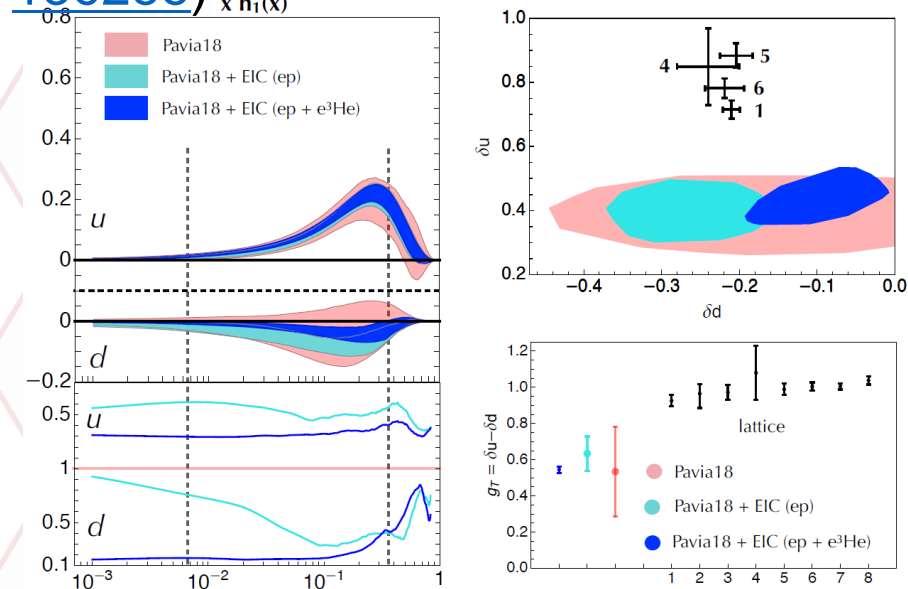 x h₁(x)
0.8
Pavia18
0.6
Pavia18 + EIC (ep)
Pavia18 + EIC (ep + e³He)
0.4
0.2
u
0
0
d
−0.2
u
0.5
1
d
0.5
0.1
10⁻³
10⁻²
10⁻¹
1
1.0
0.8
0.6
0.4
0.2
δu
4
5
6
1
−0.4
−0.3
−0.2
−0.1
0.0
δd
1.2
1.0
0.8
0.6
0.4
0.2
0.0
g_T = δu−δd
lattice
Pavia18
Pavia18 + EIC (ep)
Pavia18 + EIC (ep + e³He)
1 2 3 4 5 6 7 8